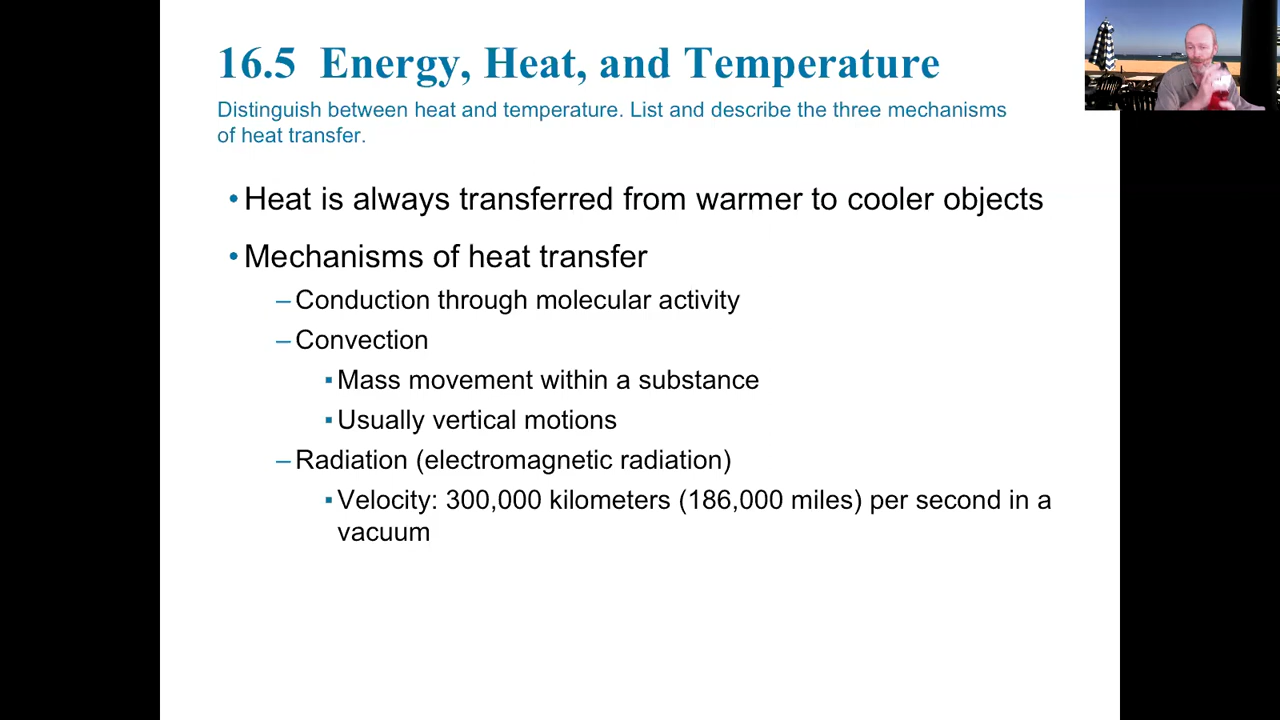 16.5 Energy, Heat, and Temperature
Distinguish between heat and temperature. List and describe the three mechanisms
of heat transfer.
•Heat is always transferred from warmer to cooler objects
•Mechanisms of heat transfer
–Conduction through molecular activity
–Convection
▪Mass movement within a substance
▪Usually vertical motions
–Radiation (electromagnetic radiation)
▪Velocity: 300,000 kilometers (186,000 miles) per second in a
vacuum